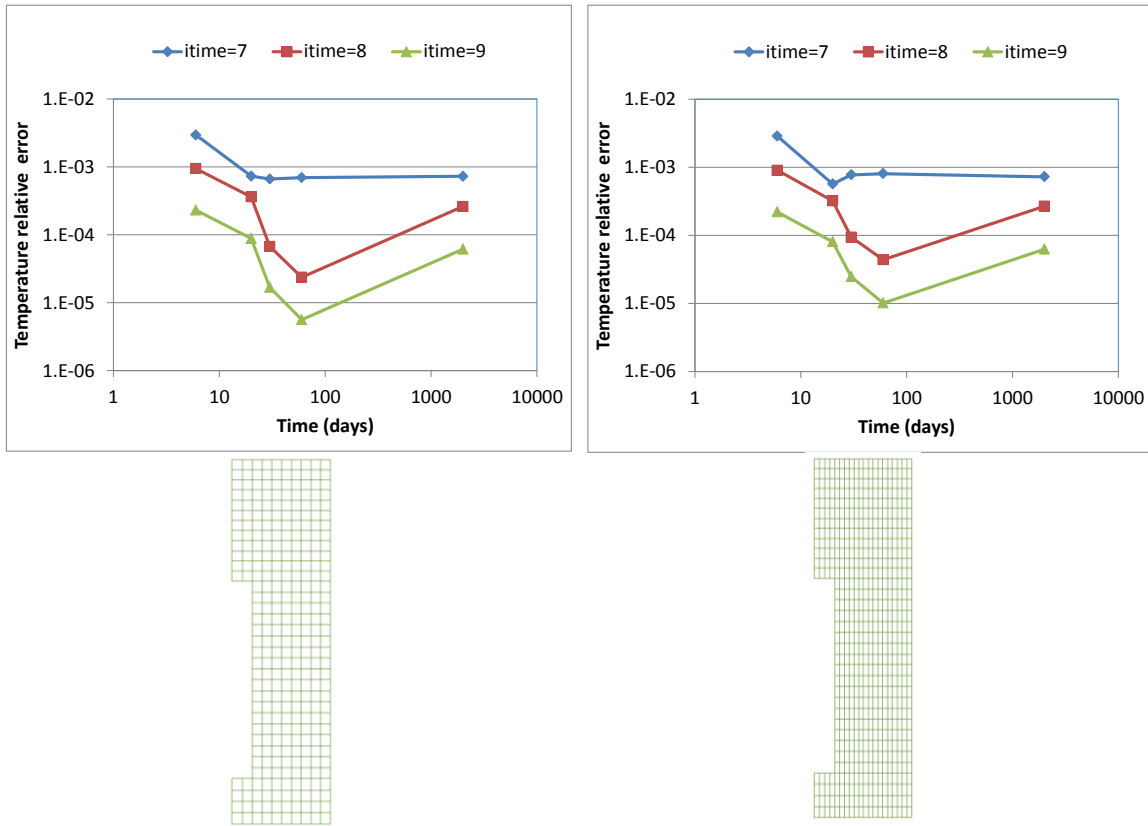 itime=7 itime=8 itime=9
1.E-02
1.E-03
1.E-04
1.E-05
1.E-06
Temperature relative error
1 10 100 1000 10000
Time (days)
itime=7 itime=8 itime=9
1.E-02
1.E-03
1.E-04
1.E-05
1.E-06
Temperature relative error
1 10 100 1000 10000
Time (days)